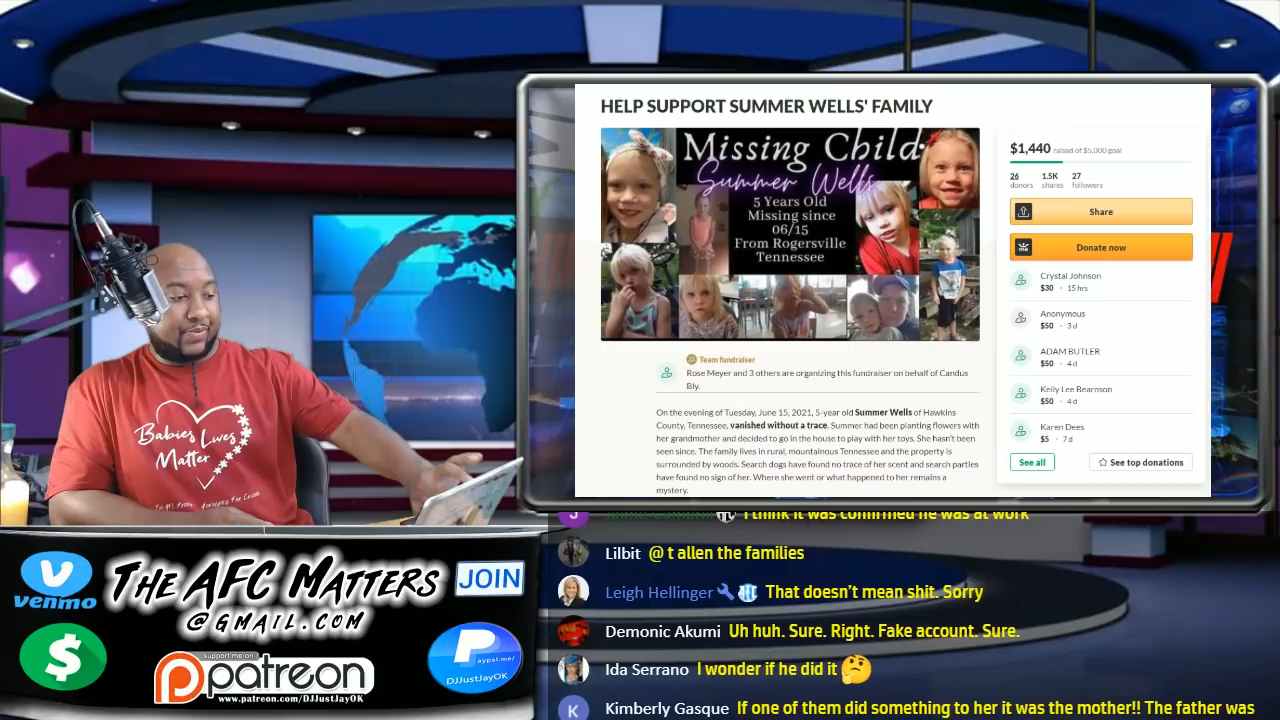 HELP SUPPORT SUMMER WELLS' FAMILY
Missing Child:
Summer Wells
5 Years Old
Missing since
06/15
From Rogersville
Tennessee
$1,440 raised of $5,000 goal
26 donors
1.5K shares
27 followers
Share
Donate now
Crystal Johnson
$30 · 15 hrs
Anonymous
$50 · 3 d
ADAM BUTLER
$50 · 4 d
Kelly Lee Bearnson
$50 · 4 d
Karen Dees
$5 · 7 d
See all
See top donations
Team fundraiser
Rose Meyer and 3 others are organizing this fundraiser on behalf of Candus
Bly.
On the evening of Tuesday, June 15, 2021, 5-year old Summer Wells of Hawkins
County, Tennessee, vanished without a trace. Summer had been planting flowers with
her grandmother and decided to go in the house to play with her toys. She hasn't been
seen since. The family lives in rural, mountainous Tennessee and the property is
surrounded by woods. Search dogs have found no trace of her scent and search parties
have found no sign of her. Where she went or what happened to her remains a
mystery.
Babies Lives
Matter
I think it was confirmed he was at work
Lilbit @ t allen the families
Leigh Hellinger That doesn't mean shit. Sorry
Demonic Akumi Uh huh. Sure. Right. Fake account. Sure.
Ida Serrano I wonder if he did it
K Kimberly Gasque If one of them did something to her it was the mother!! The father was
venmo
THE AFC MATTERS
@GMAIL.COM
JOIN
$
support me on
patreon
www.patreon.com/DJJustJayOK
Paypal.me/
DJJustJayOK